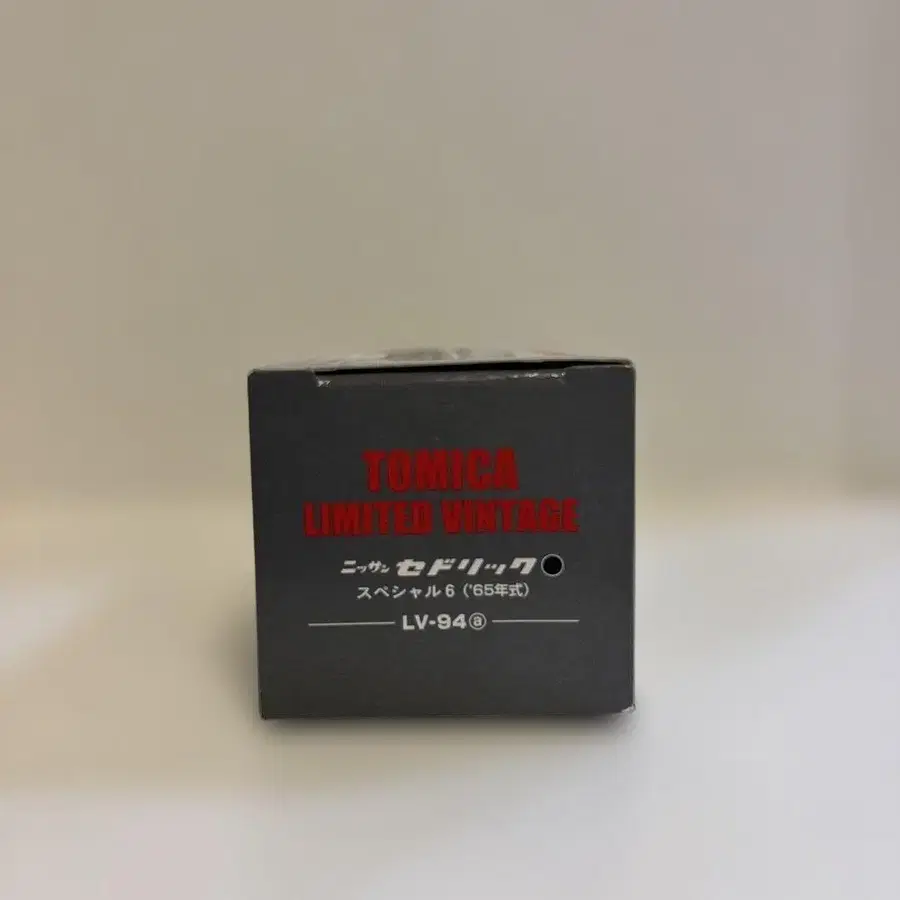 TOMICA
LIMITED VINTAGE
ニッサン セドリック
スペシャル6 ('65年式)
LV-94ⓐ